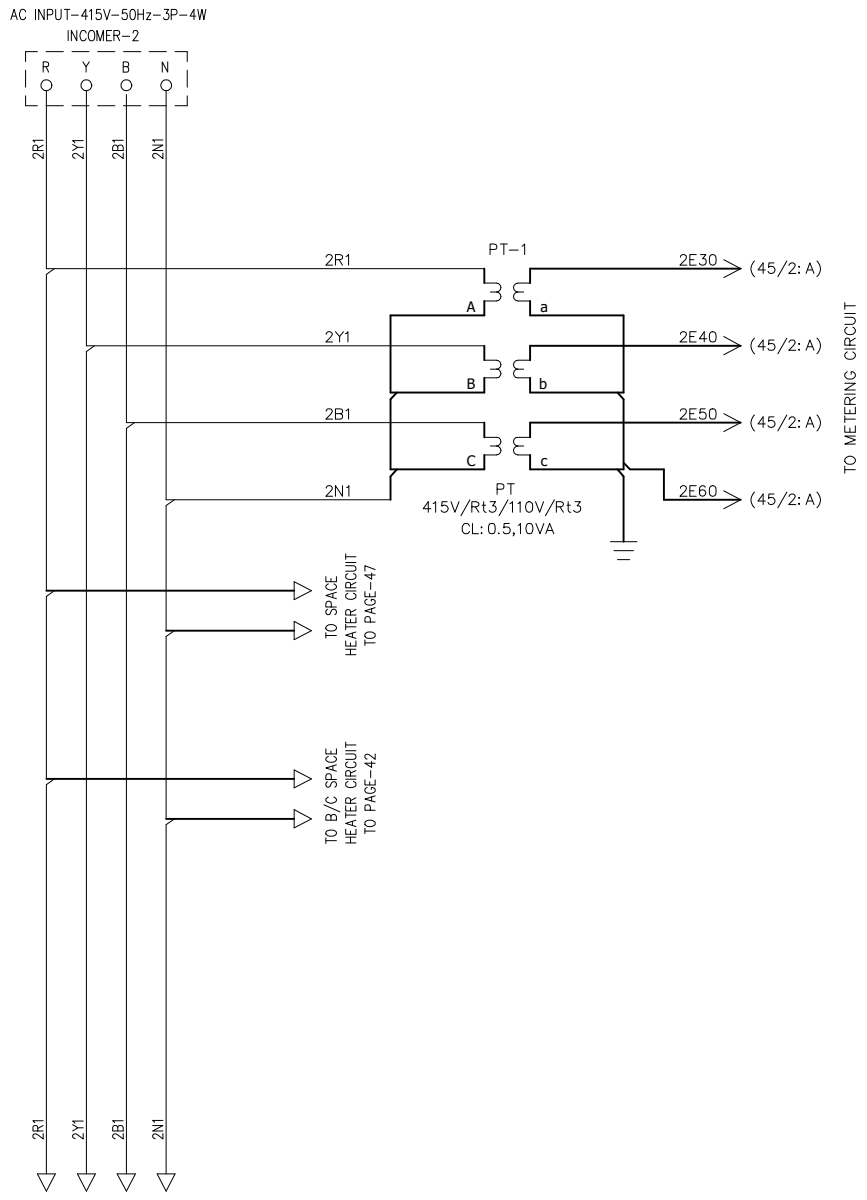 AC INPUT-415V-50Hz-3P-4W
INCOMER-2
R Y B N
2R1 2Y1 2B1 2N1
PT-1
2R1 2E30 (45/2:A)
A a
2Y1 2E40 (45/2:A)
B b
2B1 2E50 (45/2:A)
C c
2N1 2E60 (45/2:A)
PT
415V/Rt3/110V/Rt3
CL:0.5,10VA
TO METERING CIRCUIT
TO SPACE
HEATER CIRCUIT
TO PAGE-47
TO B/C SPACE
HEATER CIRCUIT
TO PAGE-42
2R1 2Y1 2B1 2N1